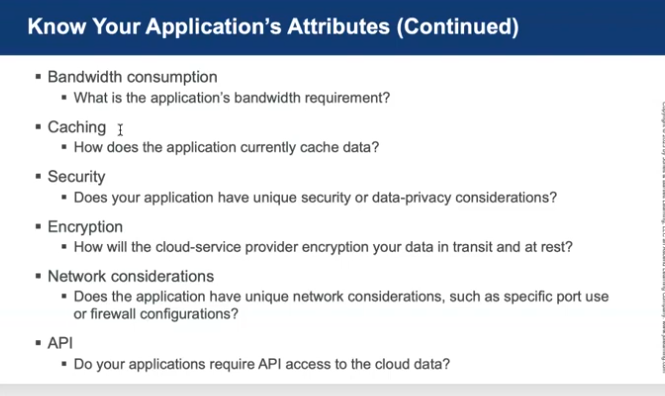 Know Your Application's Attributes (Continued)
▪ Bandwidth consumption
▪ What is the application's bandwidth requirement?
▪ Caching
▪ How does the application currently cache data?
▪ Security
▪ Does your application have unique security or data-privacy considerations?
▪ Encryption
▪ How will the cloud-service provider encryption your data in transit and at rest?
▪ Network considerations
▪ Does the application have unique network considerations, such as specific port use
or firewall configurations?
▪ API
▪ Do your applications require API access to the cloud data?